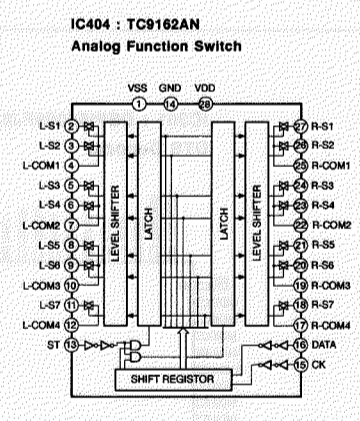 IC404 : TC9162AN
Analog Function Switch
VSS GND VDD
1 14 28
L-S1 2 27 R-S1
L-S2 3 26 R-S2
L-COM1 4 25 R-COM1
L-S3 5 24 R-S3
L-S4 6 23 R-S4
L-COM2 7 22 R-COM2
L-S5 8 21 R-S5
L-S6 9 20 R-S6
L-COM3 10 19 R-COM3
L-S7 11 18 R-S7
L-COM4 12 17 R-COM4
ST 13 16 DATA
15 CK
LEVEL SHIFTER
LATCH
LATCH
LEVEL SHIFTER
SHIFT REGISTOR